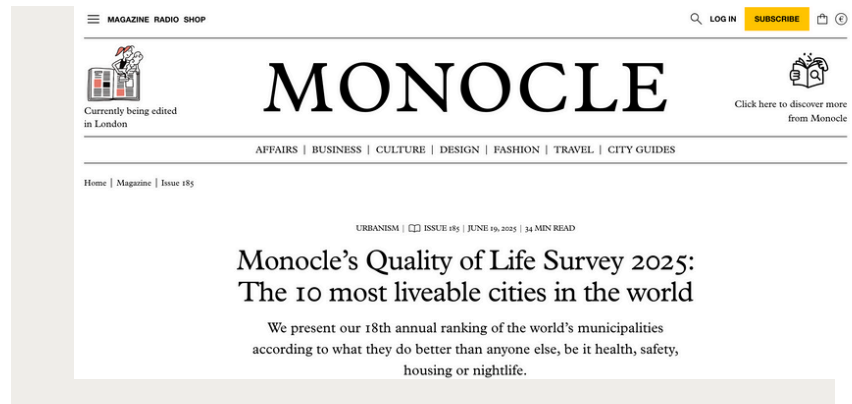 MAGAZINE RADIO SHOP
LOG IN
SUBSCRIBE
€
Currently being edited
in London
MONOCLE
Click here to discover more
from Monocle
AFFAIRS | BUSINESS | CULTURE | DESIGN | FASHION | TRAVEL | CITY GUIDES
Home | Magazine | Issue 185
URBANISM | ISSUE 185 | JUNE 19, 2025 | 34 MIN READ
Monocle’s Quality of Life Survey 2025:
The 10 most liveable cities in the world
We present our 18th annual ranking of the world’s municipalities
according to what they do better than anyone else, be it health, safety,
housing or nightlife.